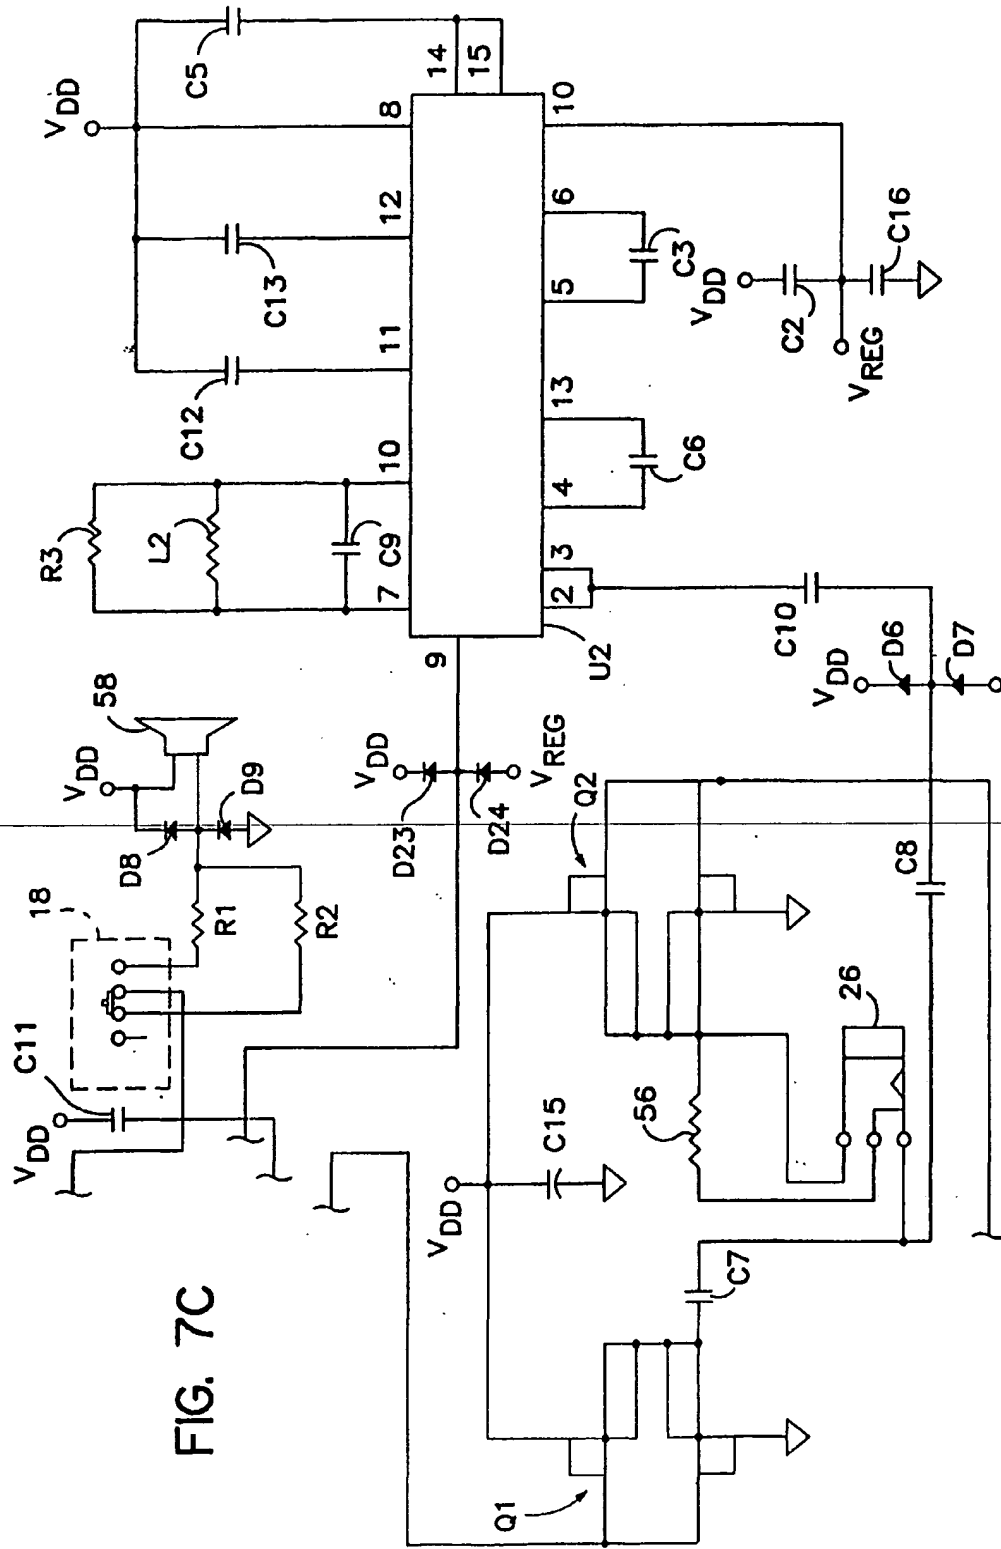 FIG. 7C
VDD
C11
18
VDD
58
D8
D9
R1
R2
R3
L2
C9
7
10
C12
11
C13
12
VDD
8
C5
14
15
9
VDD
D23
D24
VREG
U2
2
3
4
13
C6
5
6
C3
10
VDD
C2
C16
VREG
C10
VDD
D6
D7
VDD
C15
Q1
Q2
56
26
C7
C8